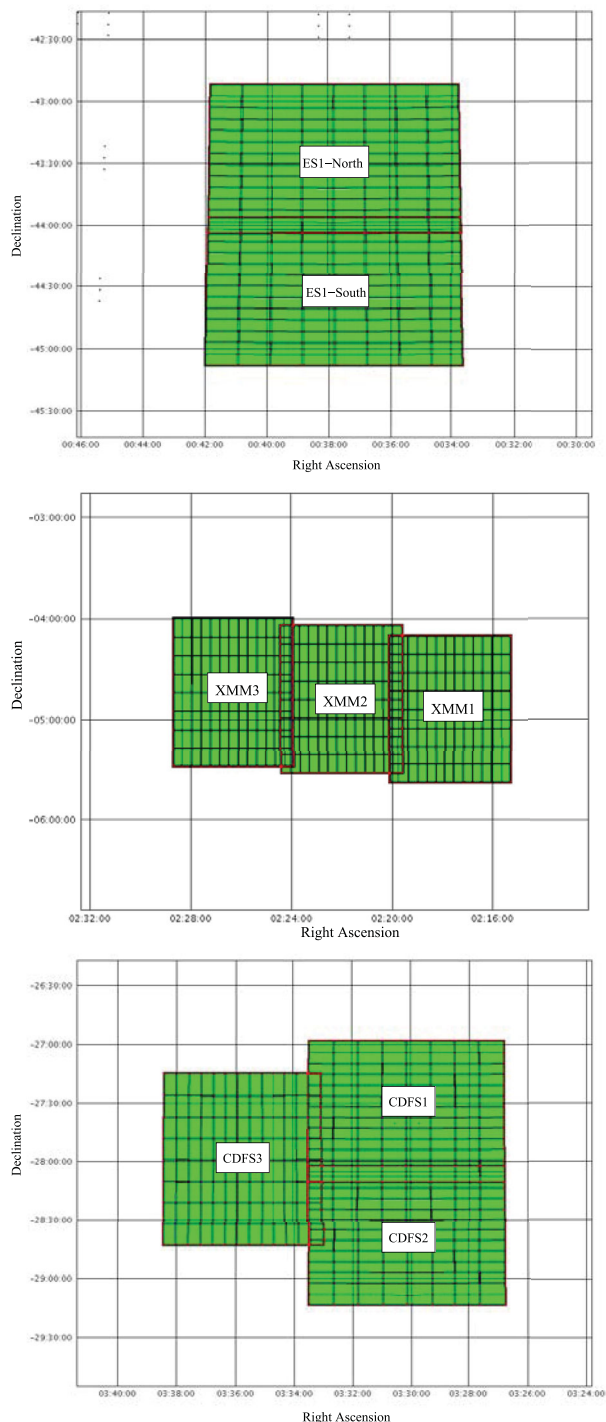 −42:30:00
−43:00:00
−43:30:00
−44:00:00
−44:30:00
−45:00:00
−45:30:00
Declination
ES1−North
ES1−South
00:46:00 00:44:00 00:42:00 00:40:00 00:38:00 00:36:00 00:34:00 00:32:00 00:30:00
Right Ascension
−03:00:00
−04:00:00
−05:00:00
−06:00:00
Declination
XMM3
XMM2
XMM1
02:32:00 02:28:00 02:24:00 02:20:00 02:16:00
Right Ascension
−26:30:00
−27:00:00
−27:30:00
−28:00:00
−28:30:00
−29:00:00
−29:30:00
Declination
CDFS1
CDFS3
CDFS2
03:40:00 03:38:00 03:36:00 03:34:00 03:32:00 03:30:00 03:28:00 03:26:00 03:24:00
Right Ascension